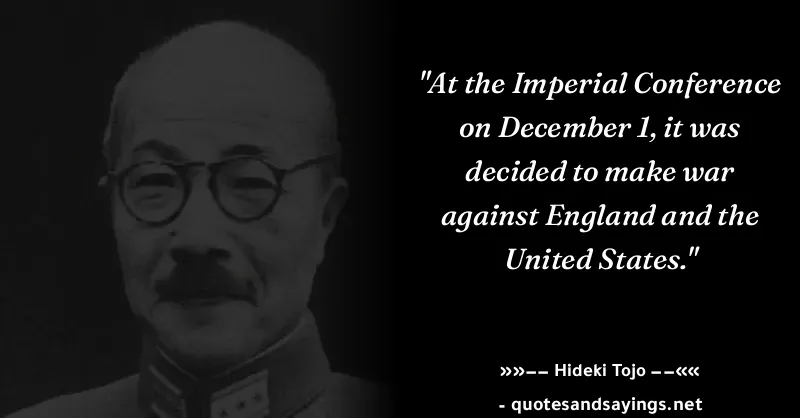 "At the Imperial Conference
on December 1, it was
decided to make war
against England and the
United States."
»»–– Hideki Tojo ––««
- quotesandsayings.net